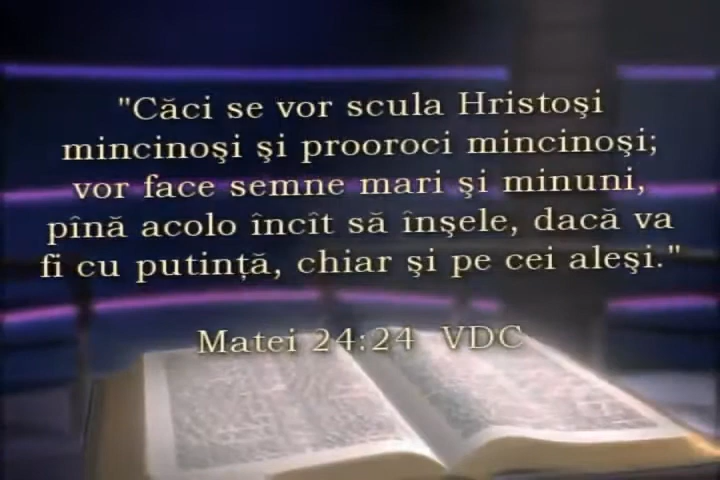 "Căci se vor scula Hristoşi
mincinoşi şi prooroci mincinoşi;
vor face semne mari şi minuni,
pînă acolo încît să înşele, dacă va
fi cu putinţă, chiar şi pe cei aleşi."
Matei 24:24 VDC